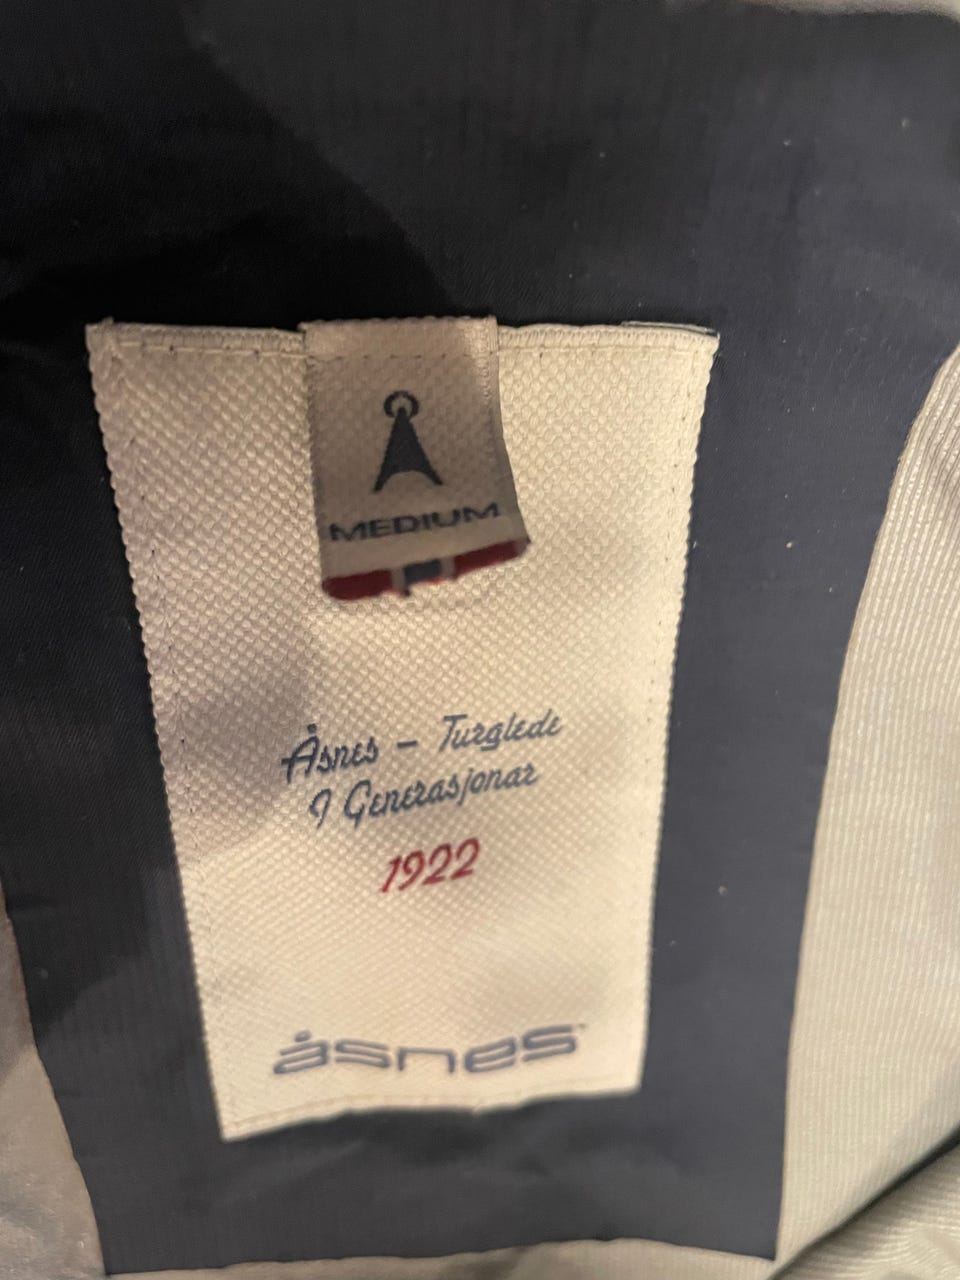 MEDIUM
Åsnes – Turglede
I Generasjonar
1922
åsnes